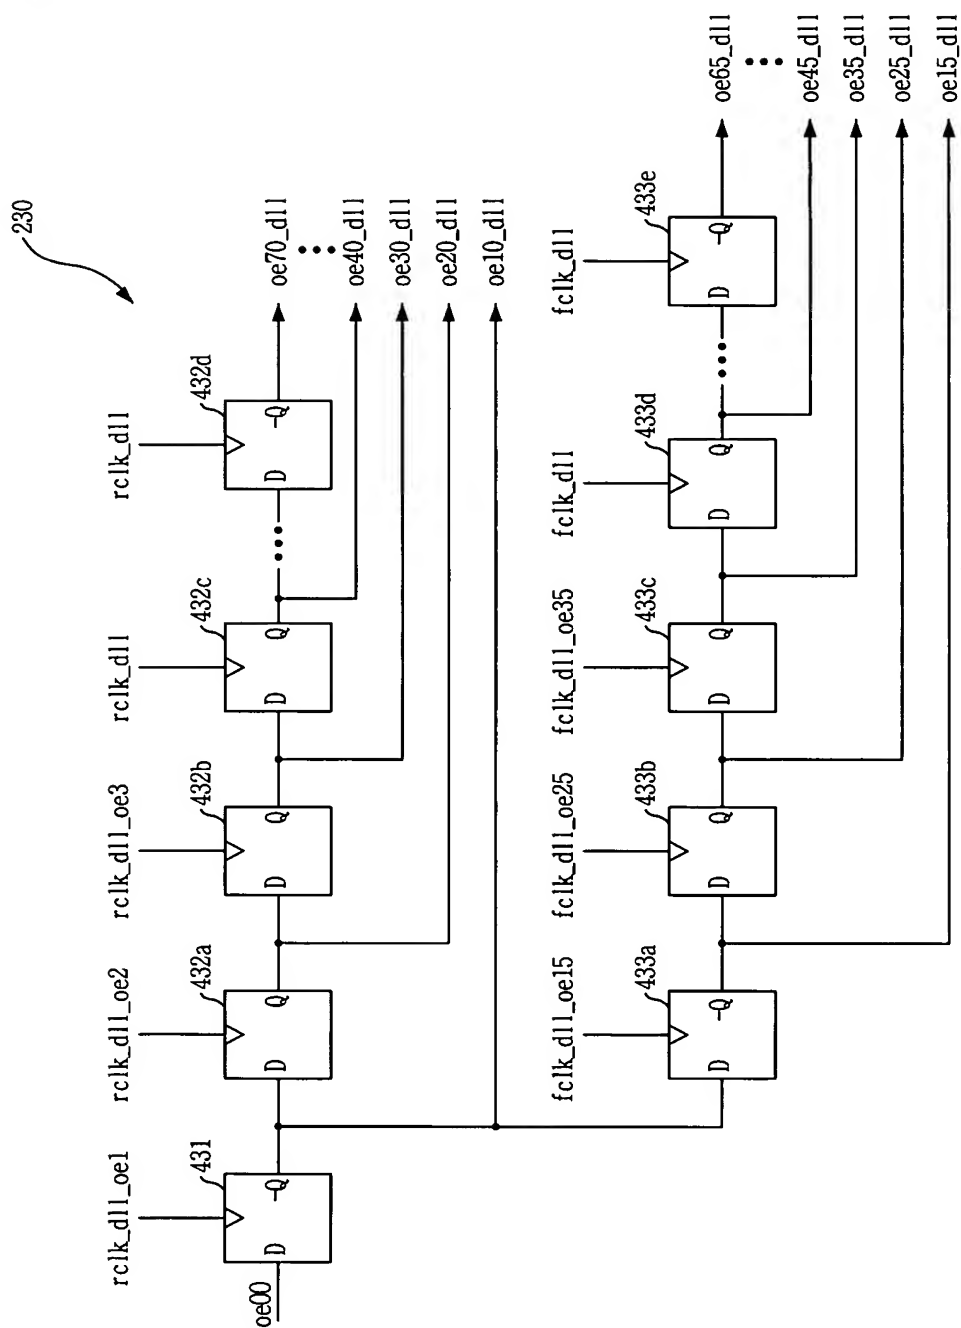 230
rclk_dll_oe1
rclk_dll_oe2
rclk_dll_oe3
rclk_dll
rclk_dll
431
432a
432b
432c
432d
oe00
D Q
D Q
D Q
D Q
D Q
oe70_dll
oe40_dll
oe30_dll
oe20_dll
oe10_dll
fclk_dll_oe15
fclk_dll_oe25
fclk_dll_oe35
fclk_dll
fclk_dll
433a
433b
433c
433d
433e
D Q
D Q
D Q
D Q
D Q
oe65_dll
oe45_dll
oe35_dll
oe25_dll
oe15_dll